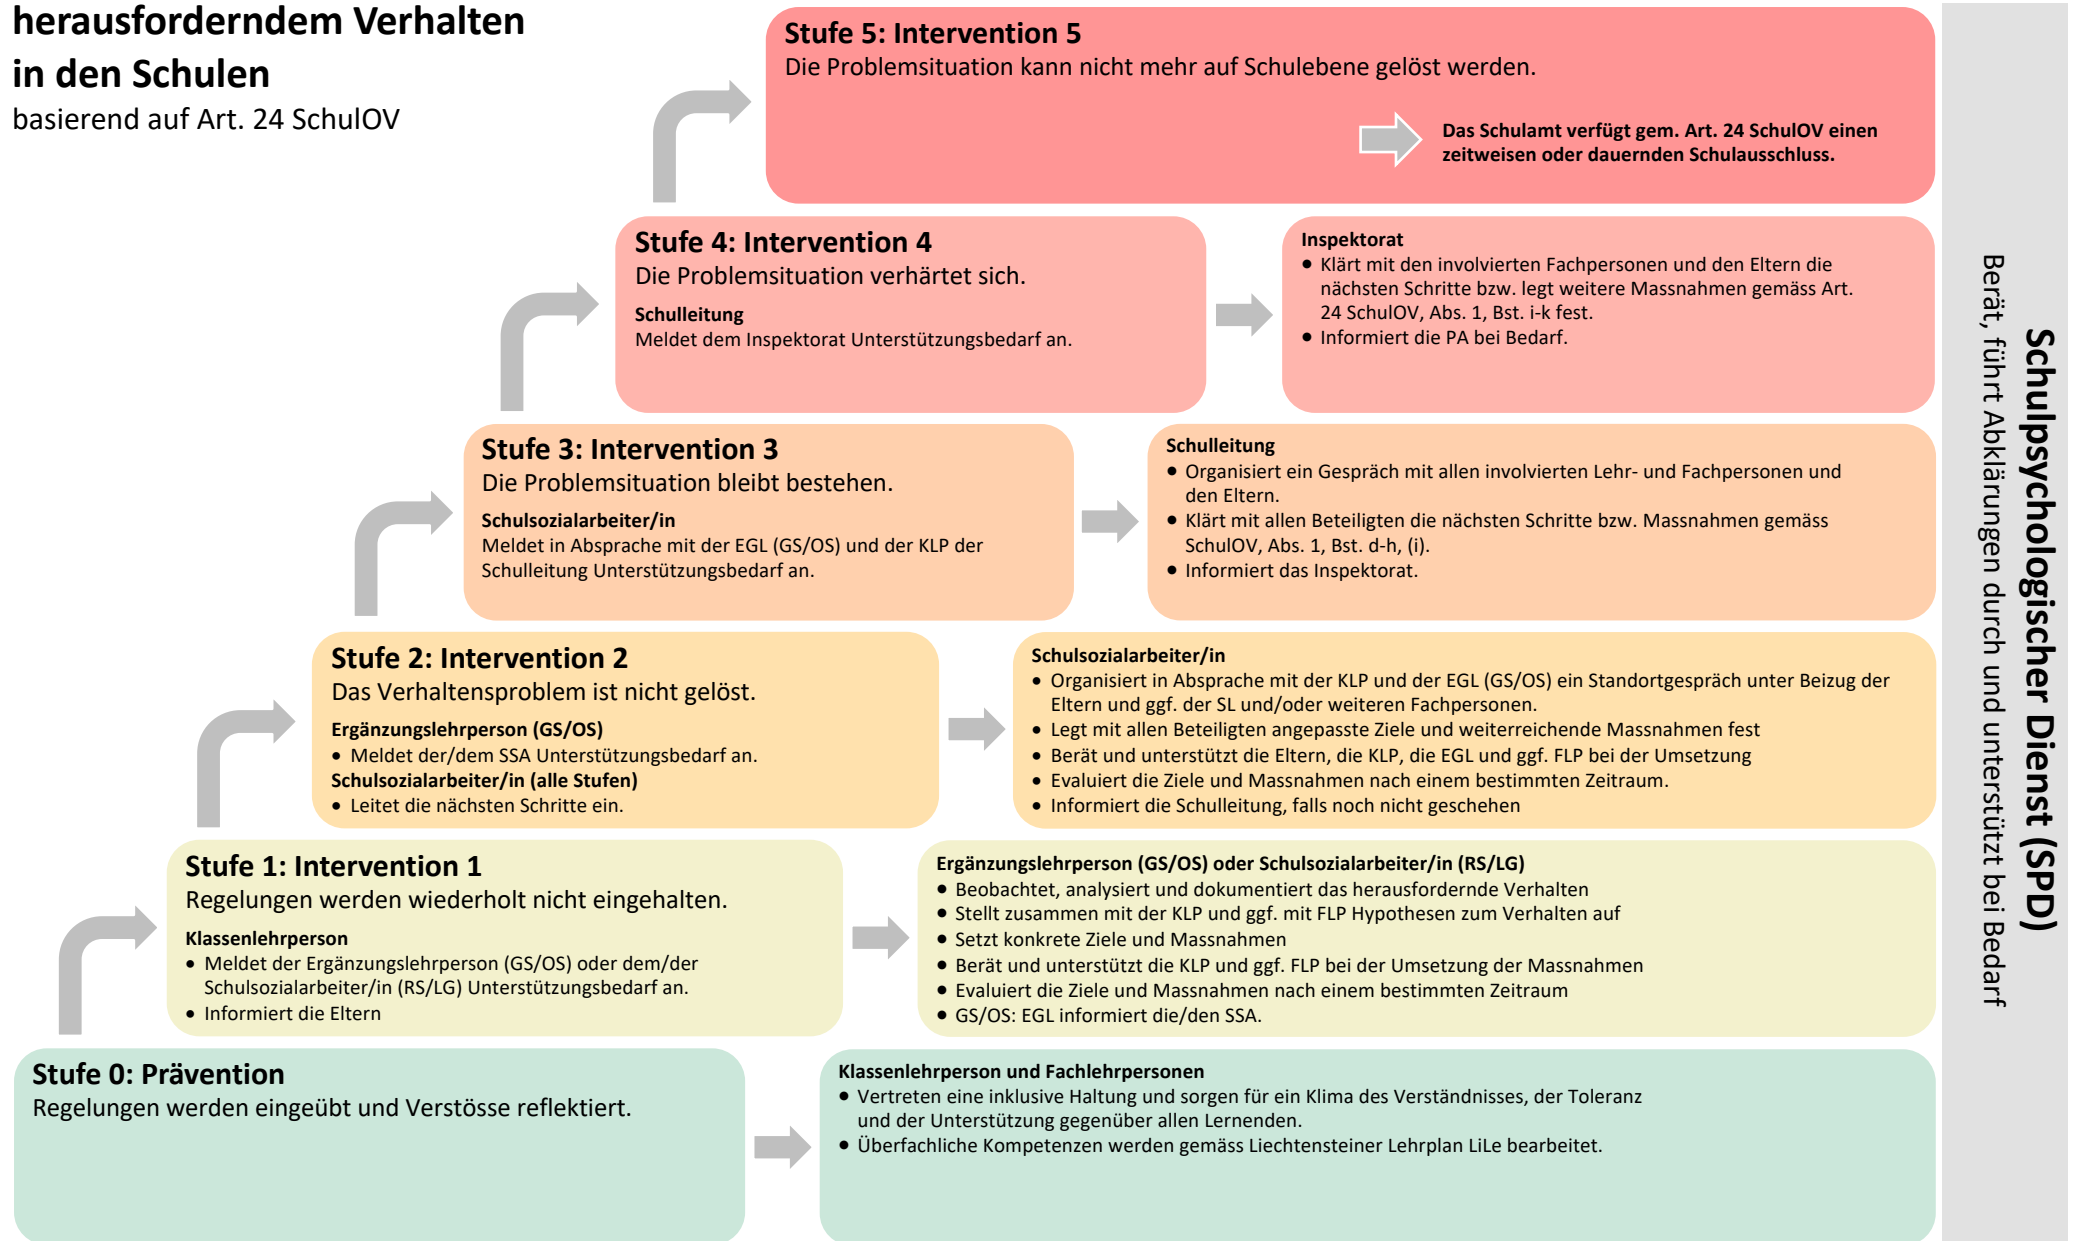 herausforderndem Verhalten
in den Schulen
basierend auf Art. 24 SchulOV
Stufe 5: Intervention 5
Die Problemsituation kann nicht mehr auf Schulebene gelöst werden.
Das Schulamt verfügt gem. Art. 24 SchulOV einen
zeitweisen oder dauernden Schulausschluss.
Stufe 4: Intervention 4
Die Problemsituation verhärtet sich.
Schulleitung
Meldet dem Inspektorat Unterstützungsbedarf an.
Inspektorat
• Klärt mit den involvierten Fachpersonen und den Eltern die
nächsten Schritte bzw. legt weitere Massnahmen gemäss Art.
24 SchulOV, Abs. 1, Bst. i-k fest.
• Informiert die PA bei Bedarf.
Stufe 3: Intervention 3
Die Problemsituation bleibt bestehen.
Schulsozialarbeiter/in
Meldet in Absprache mit der EGL (GS/OS) und der KLP der
Schulleitung Unterstützungsbedarf an.
Schulleitung
• Organisiert ein Gespräch mit allen involvierten Lehr- und Fachpersonen und
den Eltern.
• Klärt mit allen Beteiligten die nächsten Schritte bzw. Massnahmen gemäss
SchulOV, Abs. 1, Bst. d-h, (i).
• Informiert das Inspektorat.
Stufe 2: Intervention 2
Das Verhaltensproblem ist nicht gelöst.
Ergänzungslehrperson (GS/OS)
• Meldet der/dem SSA Unterstützungsbedarf an.
Schulsozialarbeiter/in (alle Stufen)
• Leitet die nächsten Schritte ein.
Schulsozialarbeiter/in
• Organisiert in Absprache mit der KLP und der EGL (GS/OS) ein Standortgespräch unter Beizug der
Eltern und ggf. der SL und/oder weiteren Fachpersonen.
• Legt mit allen Beteiligten angepasste Ziele und weiterreichende Massnahmen fest
• Berät und unterstützt die Eltern, die KLP, die EGL und ggf. FLP bei der Umsetzung
• Evaluiert die Ziele und Massnahmen nach einem bestimmten Zeitraum.
• Informiert die Schulleitung, falls noch nicht geschehen
Stufe 1: Intervention 1
Regelungen werden wiederholt nicht eingehalten.
Klassenlehrperson
• Meldet der Ergänzungslehrperson (GS/OS) oder dem/der
Schulsozialarbeiter/in (RS/LG) Unterstützungsbedarf an.
• Informiert die Eltern
Ergänzungslehrperson (GS/OS) oder Schulsozialarbeiter/in (RS/LG)
• Beobachtet, analysiert und dokumentiert das herausfordernde Verhalten
• Stellt zusammen mit der KLP und ggf. mit FLP Hypothesen zum Verhalten auf
• Setzt konkrete Ziele und Massnahmen
• Berät und unterstützt die KLP und ggf. FLP bei der Umsetzung der Massnahmen
• Evaluiert die Ziele und Massnahmen nach einem bestimmten Zeitraum
• GS/OS: EGL informiert die/den SSA.
Stufe 0: Prävention
Regelungen werden eingeübt und Verstösse reflektiert.
Klassenlehrperson und Fachlehrpersonen
• Vertreten eine inklusive Haltung und sorgen für ein Klima des Verständnisses, der Toleranz
und der Unterstützung gegenüber allen Lernenden.
• Überfachliche Kompetenzen werden gemäss Liechtensteiner Lehrplan LiLe bearbeitet.
Schulpsychologischer Dienst (SPD)
Berät, führt Abklärungen durch und unterstützt bei Bedarf